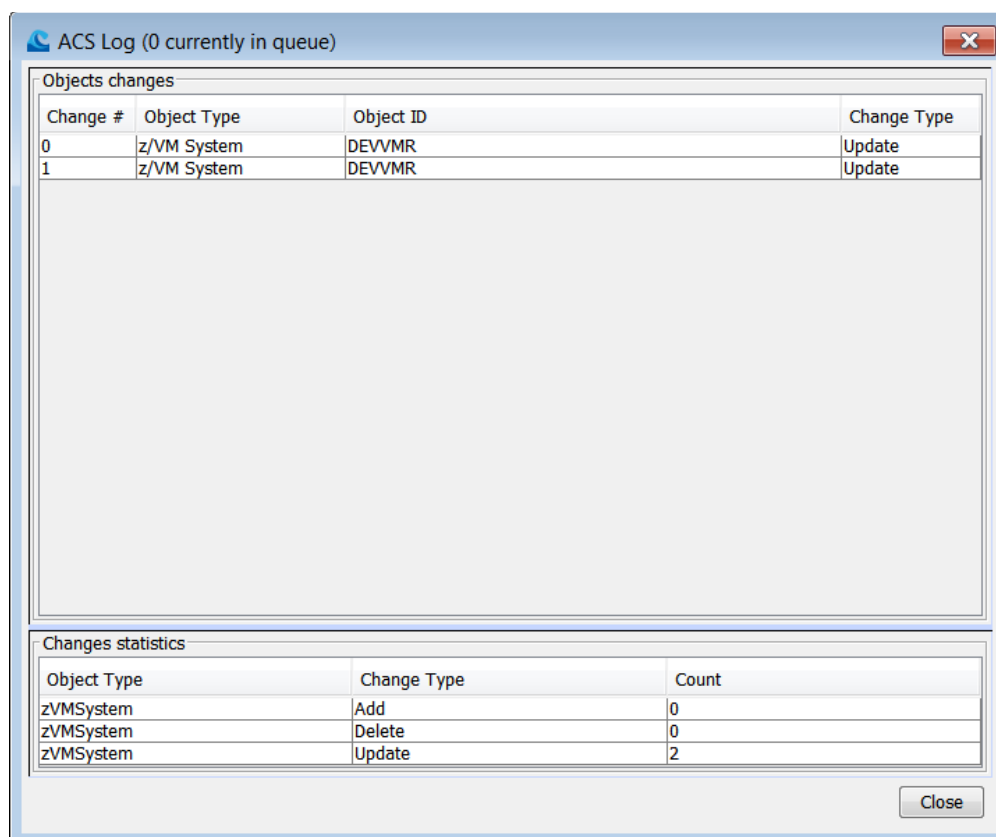 ACS Log (0 currently in queue)
Objects changes
Change # Object Type Object ID Change Type
0 z/VM System DEVVMR Update
1 z/VM System DEVVMR Update
Changes statistics
Object Type Change Type Count
zVMSystem Add 0
zVMSystem Delete 0
zVMSystem Update 2
Close